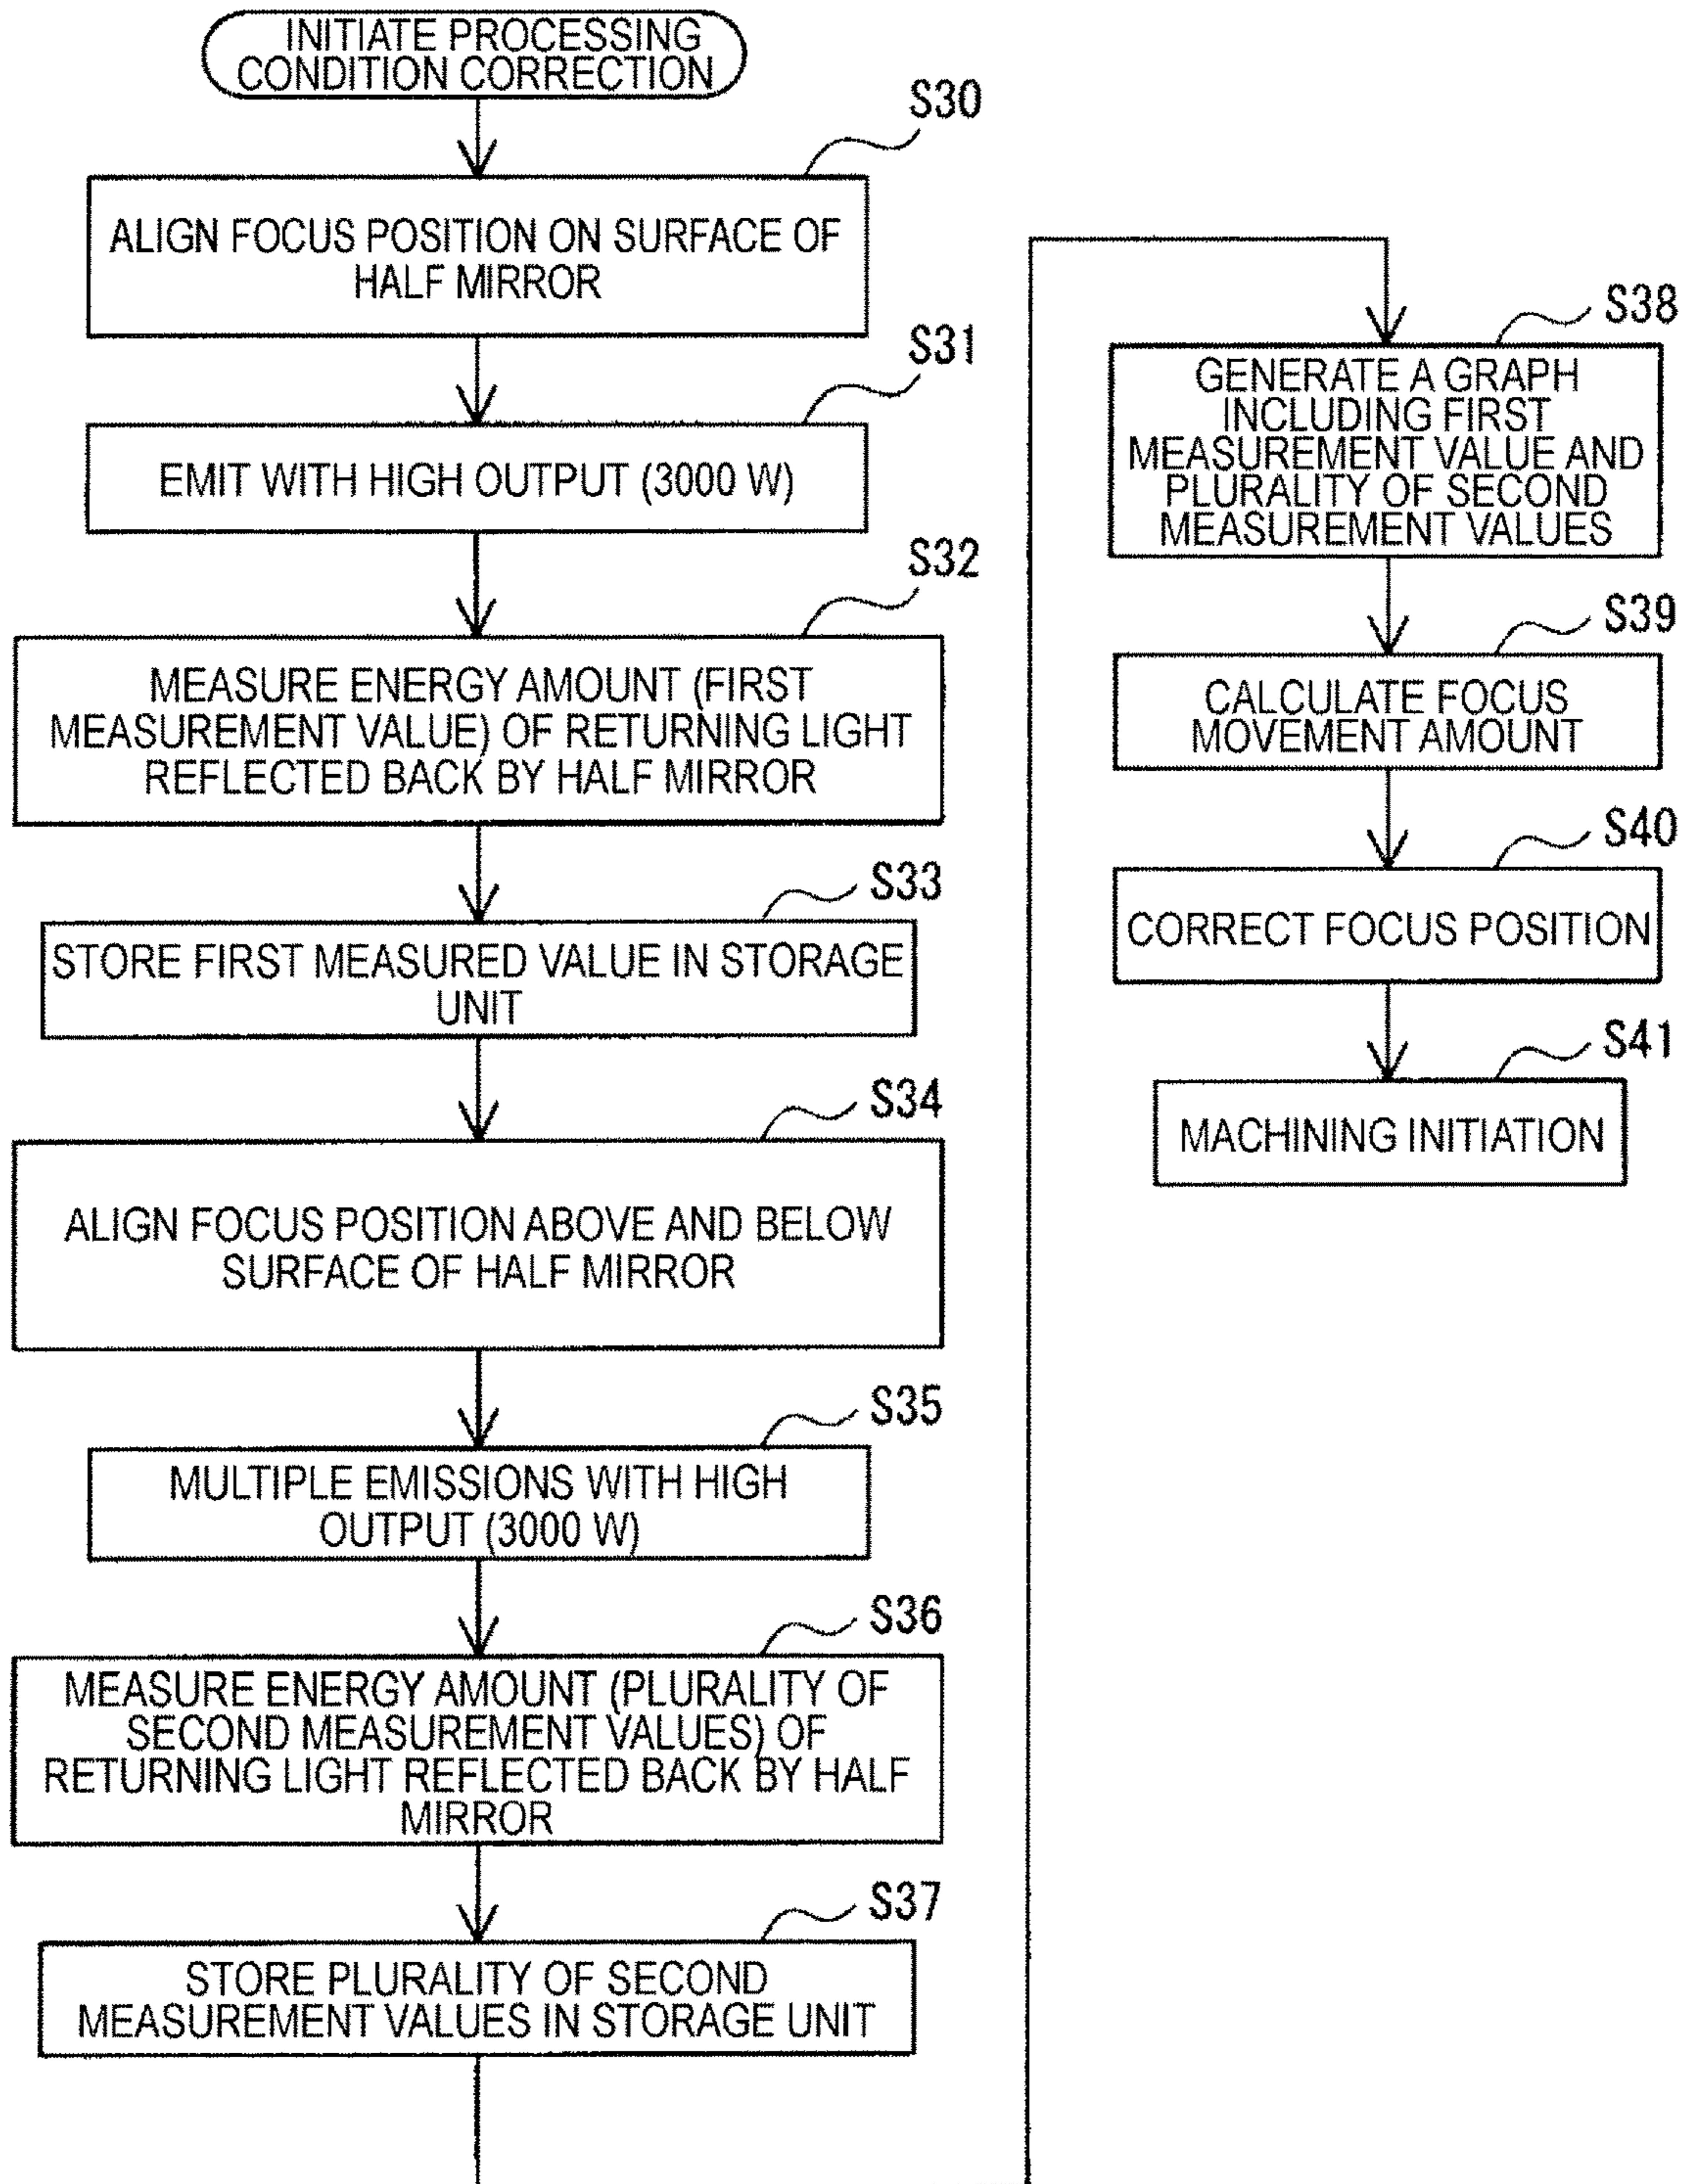 INITIATE PROCESSING
CONDITION CORRECTION
S30
ALIGN FOCUS POSITION ON SURFACE OF
HALF MIRROR
S31
EMIT WITH HIGH OUTPUT (3000 W)
S32
MEASURE ENERGY AMOUNT (FIRST
MEASUREMENT VALUE) OF RETURNING LIGHT
REFLECTED BACK BY HALF MIRROR
S33
STORE FIRST MEASURED VALUE IN STORAGE
UNIT
S34
ALIGN FOCUS POSITION ABOVE AND BELOW
SURFACE OF HALF MIRROR
S35
MULTIPLE EMISSIONS WITH HIGH
OUTPUT (3000 W)
S36
MEASURE ENERGY AMOUNT (PLURALITY OF
SECOND MEASUREMENT VALUES) OF
RETURNING LIGHT REFLECTED BACK BY HALF
MIRROR
S37
STORE PLURALITY OF SECOND
MEASUREMENT VALUES IN STORAGE UNIT
S38
GENERATE A GRAPH
INCLUDING FIRST
MEASUREMENT VALUE AND
PLURALITY OF SECOND
MEASUREMENT VALUES
S39
CALCULATE FOCUS
MOVEMENT AMOUNT
S40
CORRECT FOCUS POSITION
S41
MACHINING INITIATION